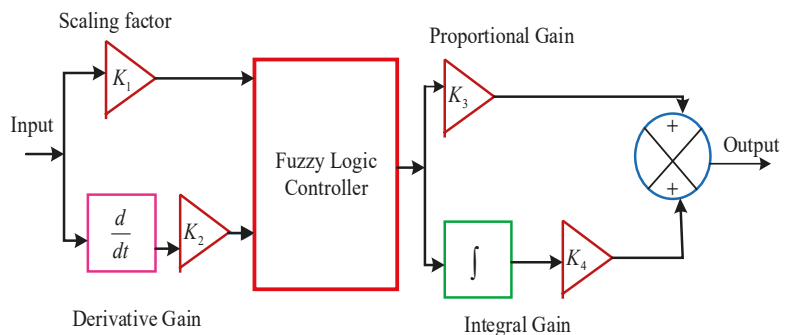 Scaling factor
K1
Input
d
dt
K2
Derivative Gain
Fuzzy Logic
Controller
Proportional Gain
K3
∫
K4
Integral Gain
+
+
Output